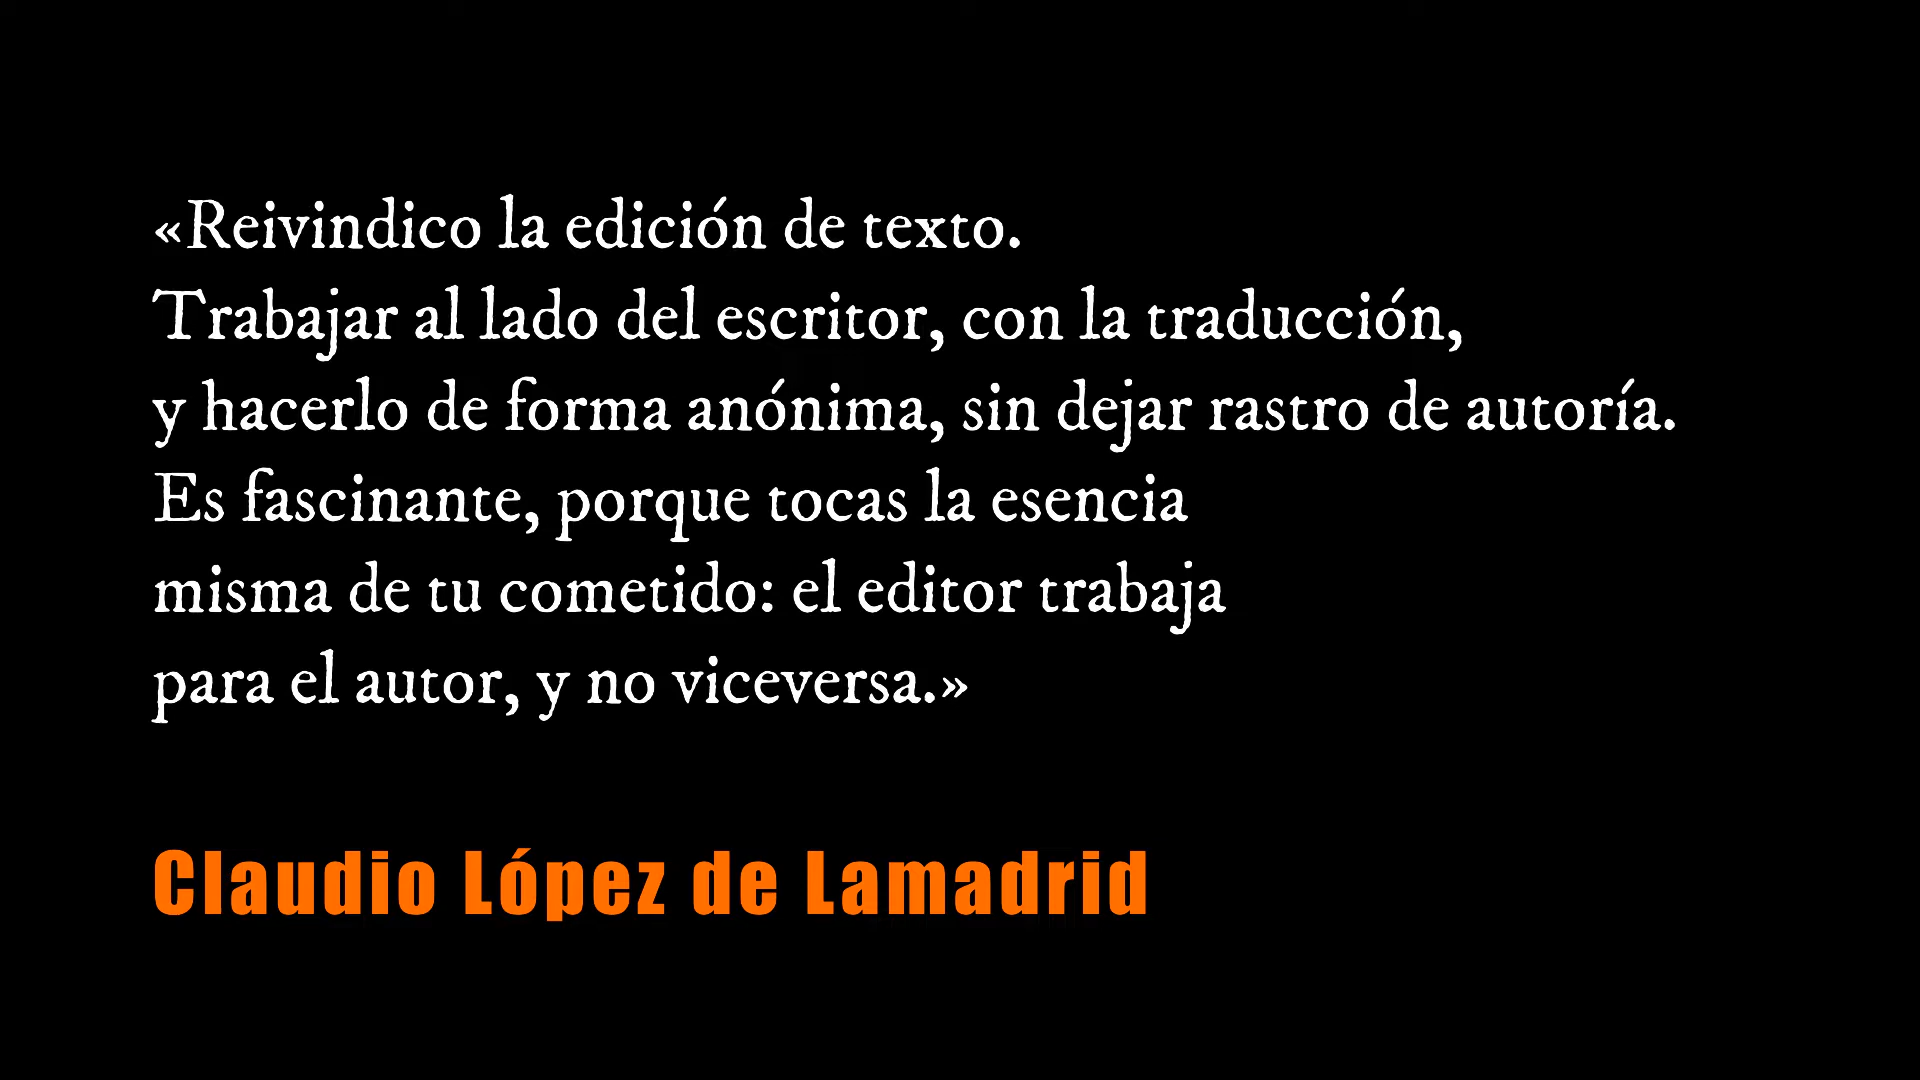 «Reivindico la edición de texto.
Trabajar al lado del escritor, con la traducción,
y hacerlo de forma anónima, sin dejar rastro de autoría.
Es fascinante, porque tocas la esencia
misma de tu cometido: el editor trabaja
para el autor, y no viceversa.»
Claudio López de Lamadrid